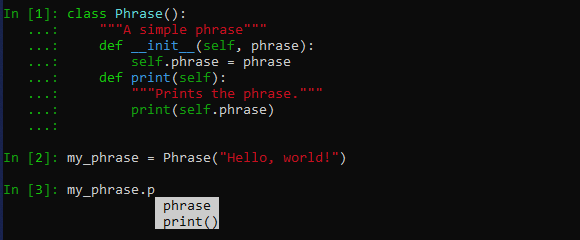 In [1]: class Phrase():
   ...:     """A simple phrase"""
   ...:     def __init__(self, phrase):
   ...:         self.phrase = phrase
   ...:     def print(self):
   ...:         """Prints the phrase."""
   ...:         print(self.phrase)
   ...:
In [2]: my_phrase = Phrase("Hello, world!")
In [3]: my_phrase.p
phrase
print()